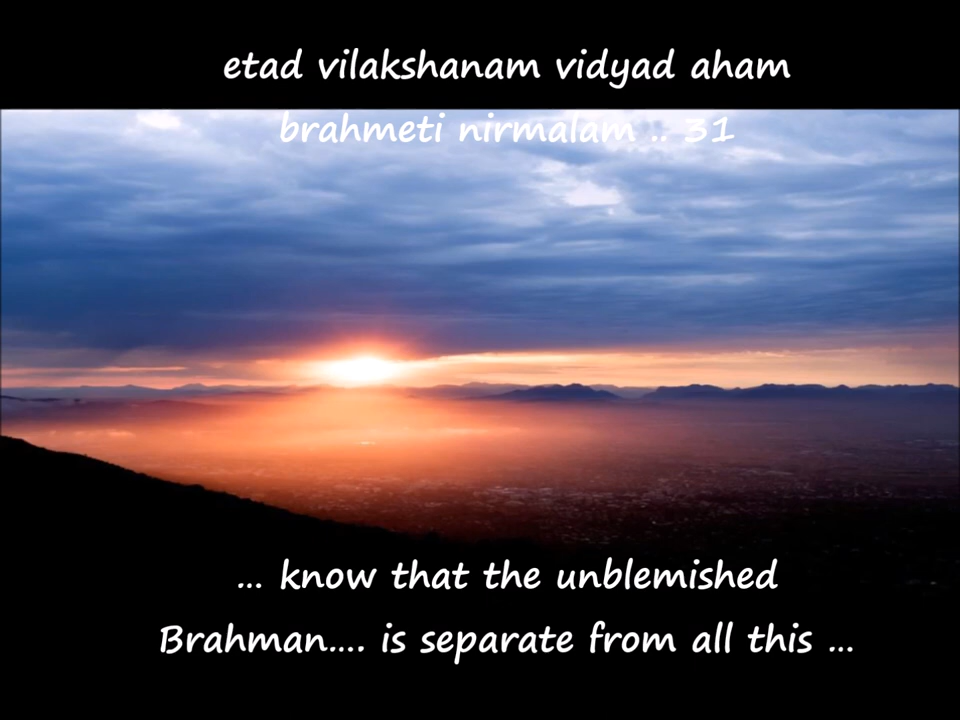 etad vilakshanam vidyad aham
brahmeti nirmalam .. 31
... know that the unblemished
Brahman.... is separate from all this ...